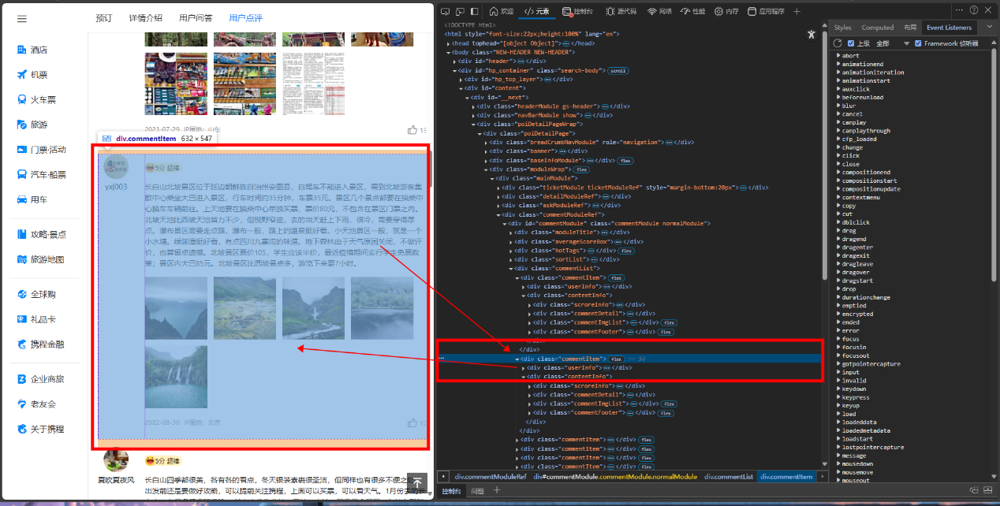 预订 详情介绍 用户问答 用户点评
酒店
机票
火车票
旅游
门票·活动
汽车·船票
用车
攻略·景点
旅游地图
全球购
礼品卡
携程金融
企业商旅
老友会
关于携程
2023-07-29 IP属地：山东
13
div.commentItem 632 × 547
5分 超棒
yxj003
长白山北坡景区位于延边朝鲜族自治州安图县，自驾车不能进入景区，需到北坡游客集
散中心乘坐大巴进入景区，行车时间约35分钟，车票35元。景区几个景点都要在换乘中
心换车车辆前往。上天池要在换乘中心单独买票，票价80元，不包含在景区门票之内。
北坡天池比西坡天池省力不少，但视野窄些，去的当天赶上下雨，很冷，需要穿得厚
点。瀑布景区需要走点路，瀑布一般，路上的温泉挺好看。小天池景区一般，就是一个
小水塘。绿渊潭挺好看，有点四川九寨沟的味道。地下森林由于天气原因关闭，不做评
价，也算留点遗憾。北坡景区票价105，学生应该半价，最近疫情期间实行学生免票政
策；景区内大巴85元。北坡景区比西坡景点多，游览下来要7小时。
2022-08-30 IP属地：北京
夏吹夏夜风
5分 超棒
长白山四季都很美，各有各的看点，冬天银装素裹很圣洁，但同样也有很多不便之处
出发前还是要做好攻略，可以提前关注携程，上面可以买票，可以看天气。1月份去的长
欢迎 元素 控制台 源代码 网络 性能 内存 应用程序
<!DOCTYPE html>
<html style="font-size:22px;height:100%" lang="en">
<head tophead="[object Object]">⋯</head>
<body class="NEW-HEADER NEW-HEADER">
<div id="header">⋯</div>
<div id="hp_container" class="search-body"> scroll
<div id="hp_top_layer">⋯</div>
<div id="content">
<div id="__next">
<div class="headerModule gs-header">⋯</div>
<div class="navBarModule show">⋯</div>
<div class="poiDetailPageWrap">
<div class="poiDetailPage">
<div class="breadCrumbNavModule" role="navigation">⋯</div>
<div class="banner">⋯</div>
<div class="baseInfoModule">⋯</div> flex
<div class="moduleWrap"> flex
<div class="mainModule">
<div class="ticketModule ticketModuleRef" style="margin-bottom:20px">⋯</div>
<div class="detailModuleRef">⋯</div>
<div class="askModuleRef">⋯</div>
<div class="commentModuleRef">
<div id="commentModule" class="commentModule normalModule">
<div class="moduleTitle">⋯</div>
<div class="averageScoreBox">⋯</div>
<div class="hotTags">⋯</div> flex
<div class="sortList">⋯</div>
<div class="commentList">
<div class="commentItem"> flex
<div class="userInfo">⋯</div>
<div class="contentInfo">
<div class="scroreInfo">⋯</div>
<div class="commentDetail">⋯</div>
<div class="commentImgList">⋯</div> flex
<div class="commentFooter">⋯</div> flex
</div>
<div class="commentItem"> flex == $0
<div class="userInfo">⋯</div>
<div class="contentInfo">
<div class="scroreInfo">⋯</div>
<div class="commentDetail">⋯</div>
<div class="commentImgList">⋯</div> flex
<div class="commentFooter">⋯</div> flex
</div>
</div>
<div class="commentItem">⋯</div> flex
<div class="commentItem">⋯</div> flex
<div class="commentItem">⋯</div> flex
<div class="commentItem">⋯</div> flex
div.commentModuleRef div#commentModule.commentModule.normalModule div.commentList div.commentItem
控制台 问题
Styles Computed 布局 Event Listeners
上级 全部 Framework 侦听器
abort
animationend
animationiteration
animationstart
auxclick
beforeunload
blur
cancel
canplay
canplaythrough
cfp_loaded
change
click
close
compositionend
compositionstart
compositionupdate
contextmenu
copy
cut
dblclick
drag
dragend
dragenter
dragexit
dragleave
dragover
dragstart
drop
durationchange
emptied
encrypted
ended
error
focus
focusin
focusout
gotpointercapture
input
invalid
keydown
keypress
keyup
load
loadeddata
loadedmetadata
loadstart
lostpointercapture
message
mousedown
mousemove
mouseout